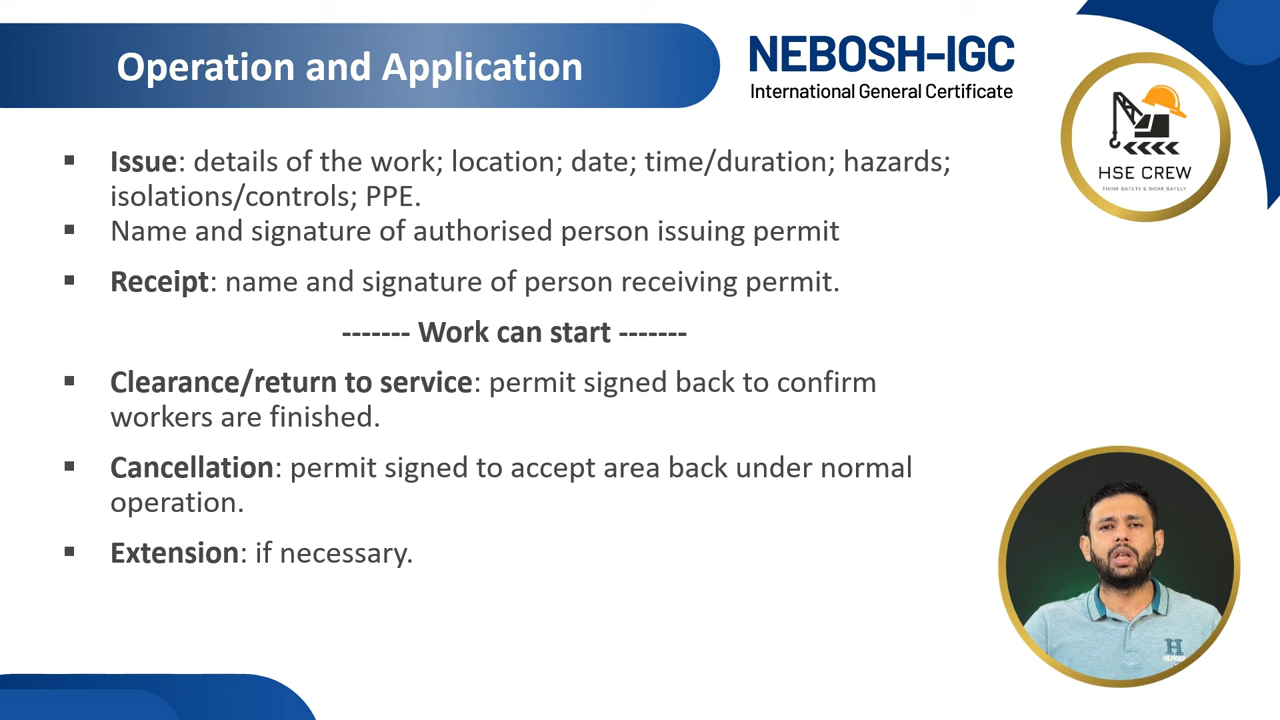 Operation and Application
NEBOSH-IGC
International General Certificate
HSE CREW
THINK SAFETY & WORK SAFELY
▪ Issue: details of the work; location; date; time/duration; hazards;
isolations/controls; PPE.
▪ Name and signature of authorised person issuing permit
▪ Receipt: name and signature of person receiving permit.
------- Work can start -------
▪ Clearance/return to service: permit signed back to confirm
workers are finished.
▪ Cancellation: permit signed to accept area back under normal
operation.
▪ Extension: if necessary.
H